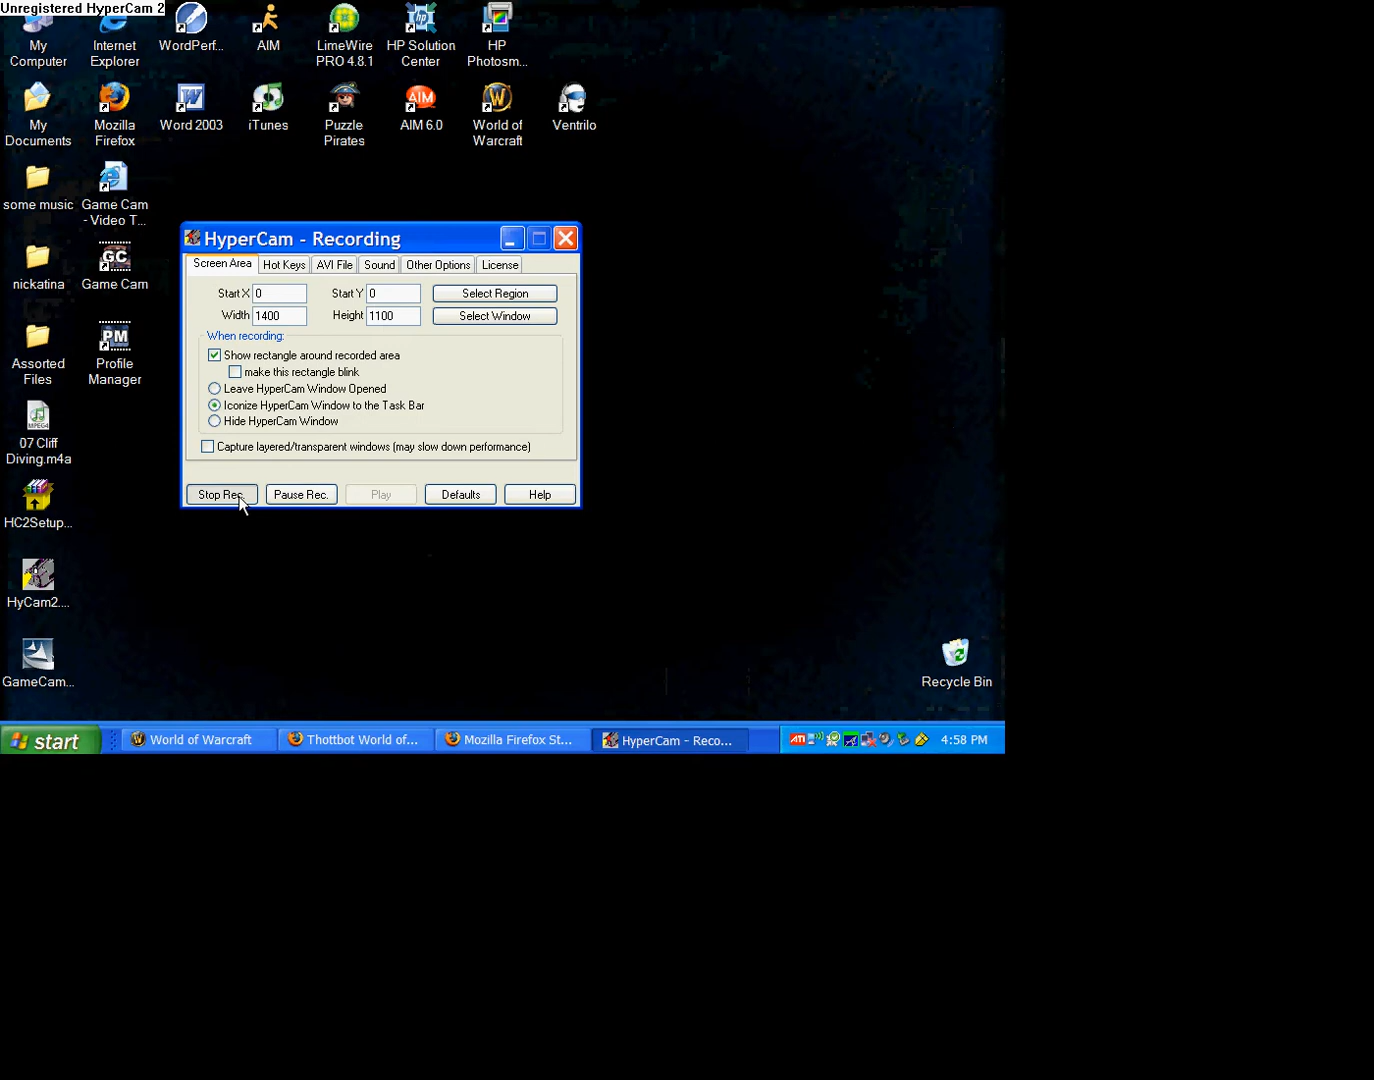 Unregistered HyperCam 2
My Computer
Internet Explorer
WordPerf...
AIM
LimeWire PRO 4.8.1
HP Solution Center
HP Photosm...
My Documents
Mozilla Firefox
Word 2003
iTunes
Puzzle Pirates
AIM 6.0
World of Warcraft
Ventrilo
some music
Game Cam - Video T...
nickatina
Game Cam
Assorted Files
Profile Manager
07 Cliff Diving.m4a
HC2Setup...
HyCam2....
GameCam...
HyperCam - Recording
Screen Area Hot Keys AVI File Sound Other Options License
Start X 0 Start Y 0 Select Region
Width 1400 Height 1100 Select Window
When recording:
Show rectangle around recorded area
make this rectangle blink
Leave HyperCam Window Opened
Iconize HyperCam Window to the Task Bar
Hide HyperCam Window
Capture layered/transparent windows (may slow down performance)
Stop Rec. Pause Rec. Play Defaults Help
Recycle Bin
start World of Warcraft Thottbot World of... Mozilla Firefox St... HyperCam - Reco... ATI 4:58 PM